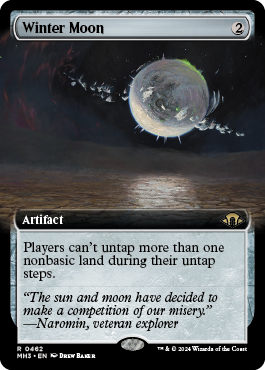 Winter Moon 2
Artifact
Players can't untap more than one
nonbasic land during their untap
steps.
“The sun and moon have decided to
make a competition of our misery.”
—Naromin, veteran explorer
R 0462
MH3 • EN Drew Baker
™ & © 2024 Wizards of the Coast